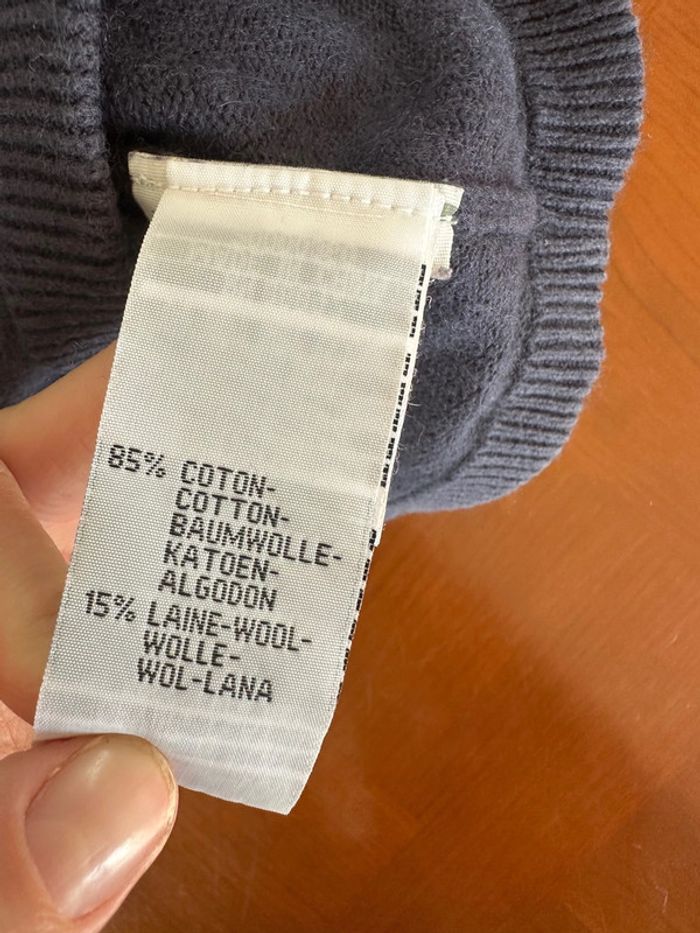 85% COTON-
COTTON-
BAUMWOLLE-
KATOEN-
ALGODON
15% LAINE-WOOL-
WOLLE-
WOL-LANA